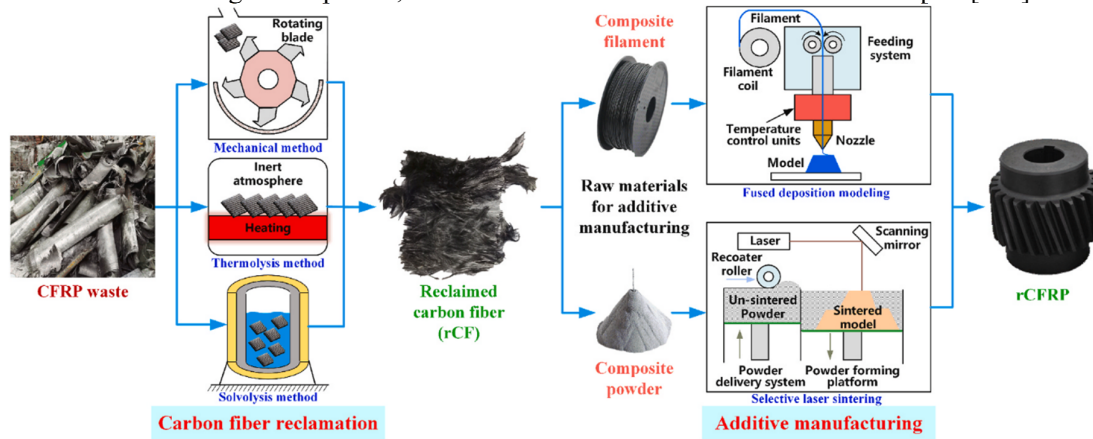 Rotating
blade
Mechanical method
Inert
atmosphere
Heating
Thermolysis method
Solvolysis method
CFRP waste
Carbon fiber reclamation
Reclaimed
carbon fiber
(rCF)
Composite
filament
Raw materials
for additive
manufacturing
Composite
powder
Filament
Filament
coil
Feeding
system
Temperature
control units
Nozzle
Model
Fused deposition modeling
Laser
Scanning
mirror
Recoater
roller
Un-sintered
Powder
Sintered
model
Powder
delivery system
Powder forming
platform
Selective laser sintering
Additive manufacturing
rCFRP